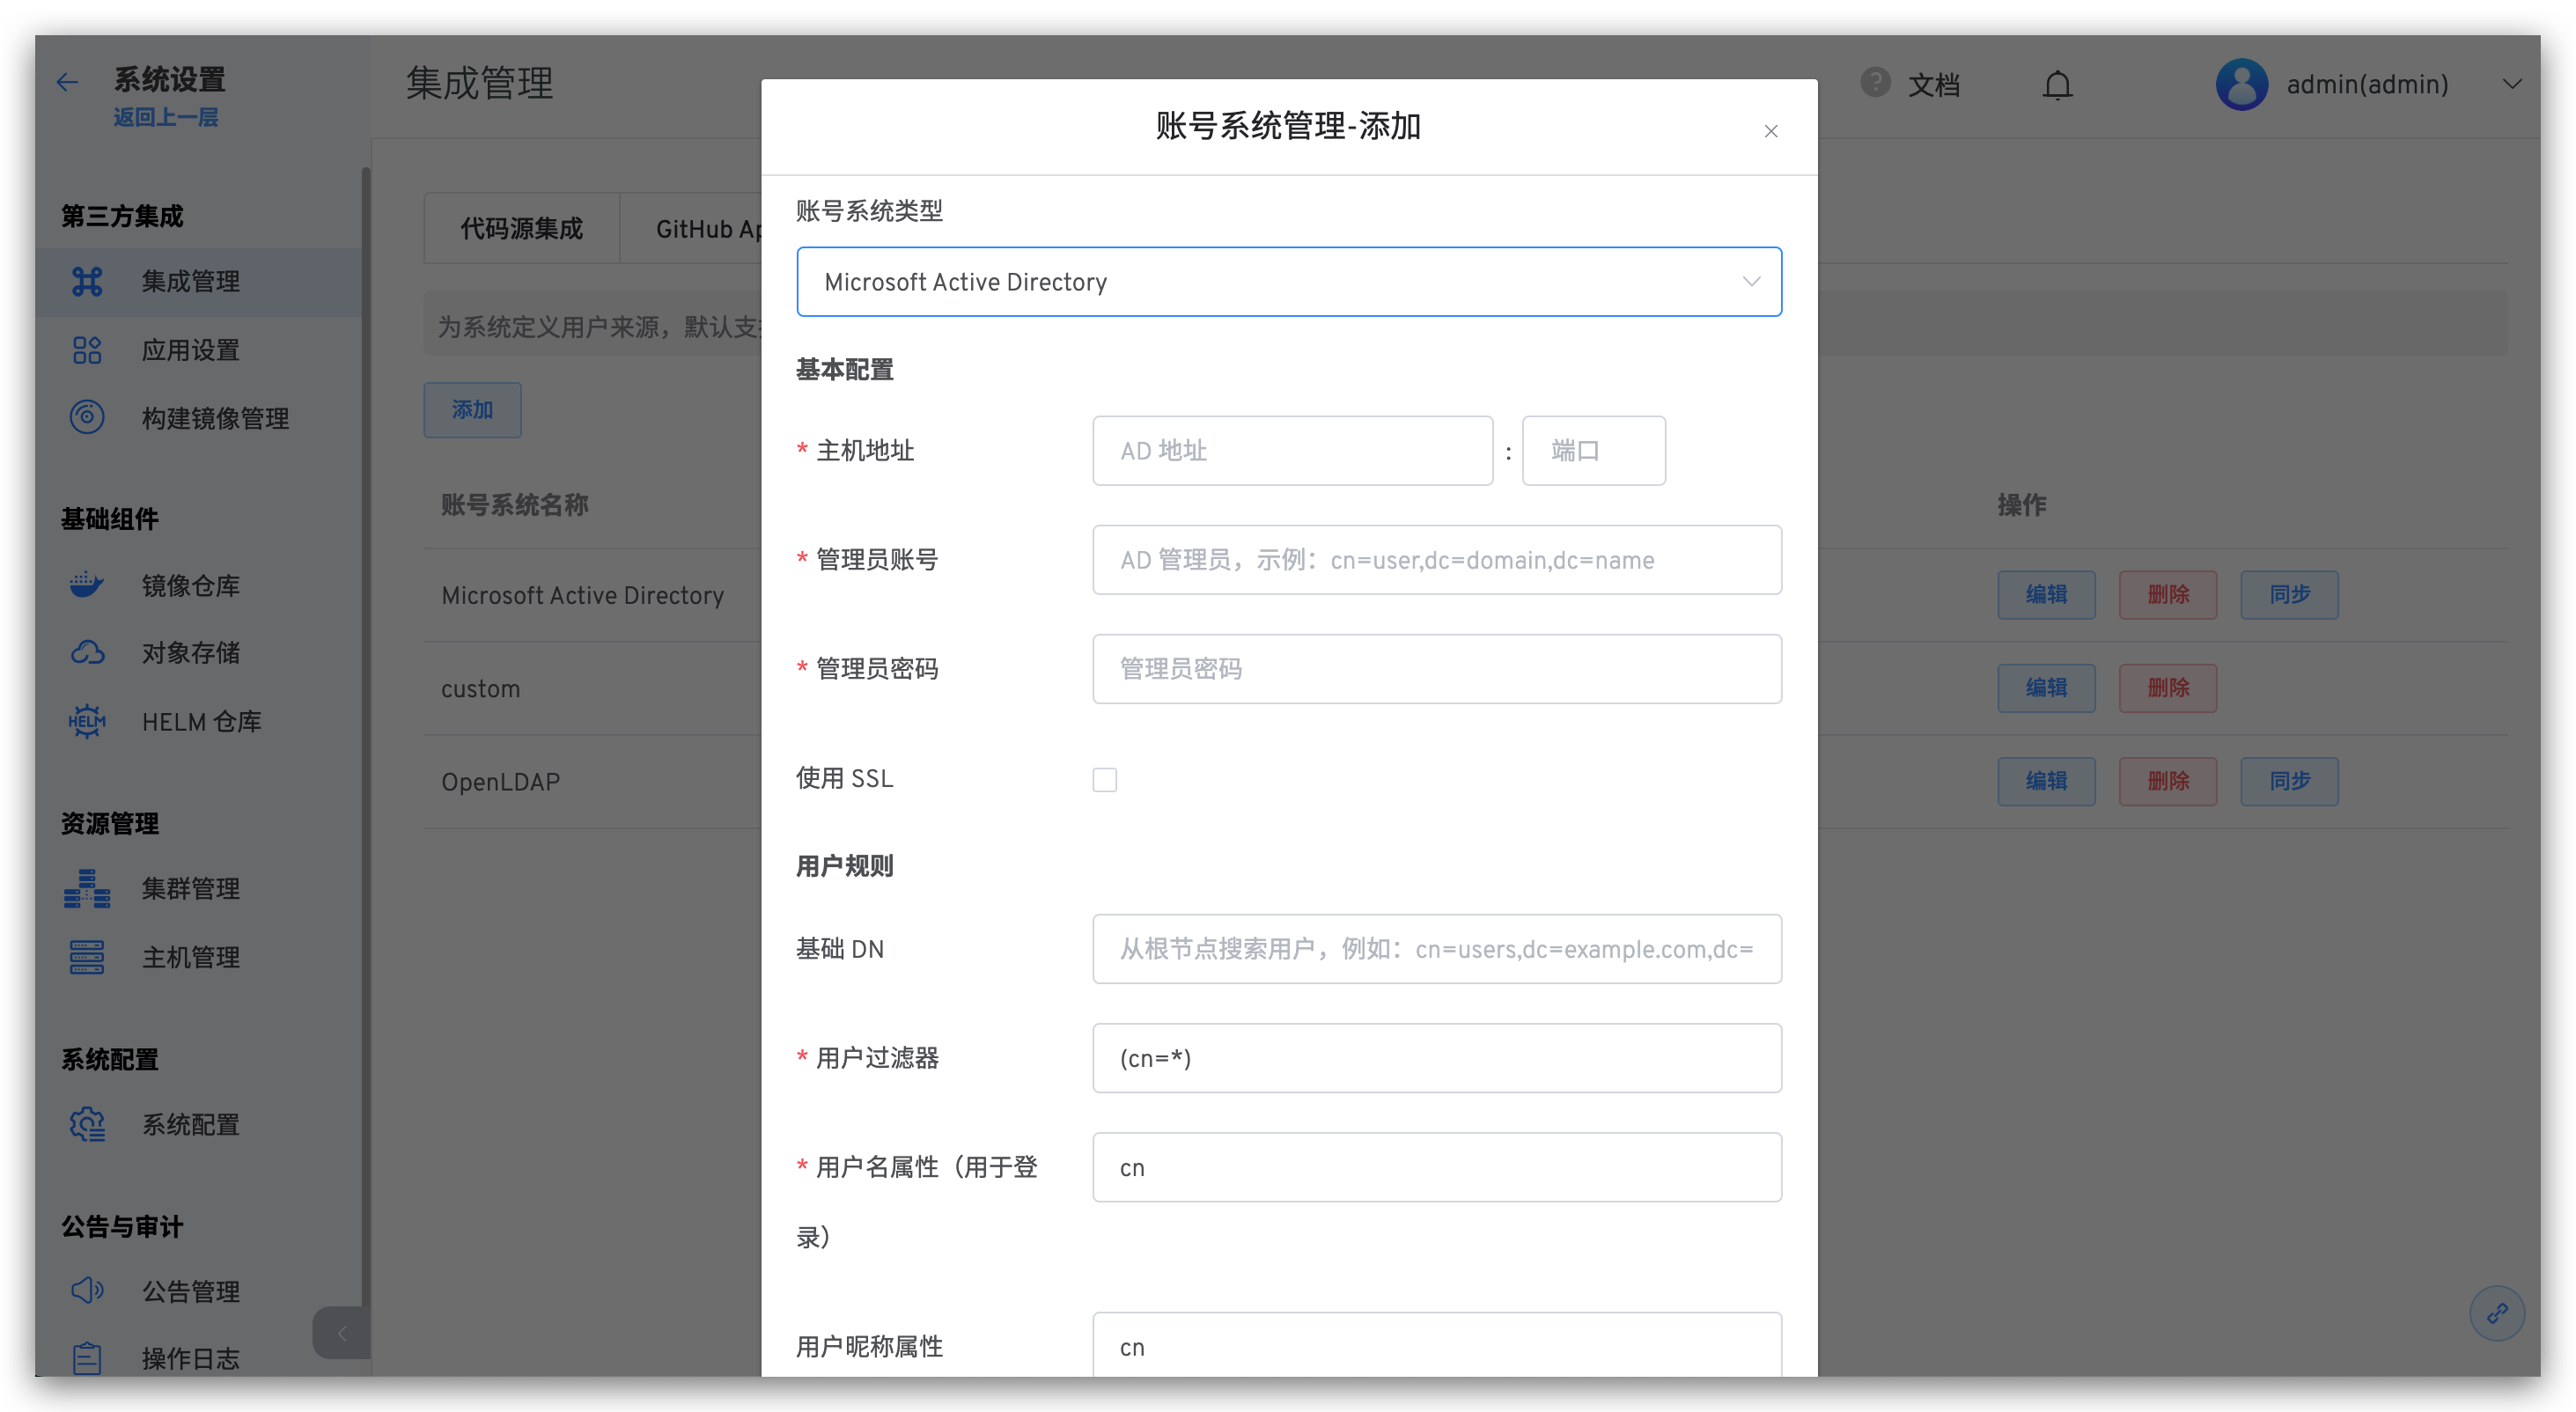 系统设置
返回上一层
第三方集成
集成管理
应用设置
构建镜像管理
基础组件
镜像仓库
对象存储
HELM
HELM 仓库
资源管理
集群管理
主机管理
系统配置
系统配置
公告与审计
公告管理
操作日志
集成管理
文档
admin(admin)
代码源集成
GitHub Ap
为系统定义用户来源，默认支
添加
账号系统名称
操作
Microsoft Active Directory
编辑 删除 同步
custom
编辑 删除
OpenLDAP
编辑 删除 同步
账号系统管理-添加
账号系统类型
Microsoft Active Directory
基本配置
* 主机地址
AD 地址 : 端口
* 管理员账号
AD 管理员，示例：cn=user,dc=domain,dc=name
* 管理员密码
管理员密码
使用 SSL
用户规则
基础 DN
从根节点搜索用户，例如：cn=users,dc=example.com,dc=
* 用户过滤器
(cn=*)
* 用户名属性（用于登
录）
cn
用户昵称属性
cn